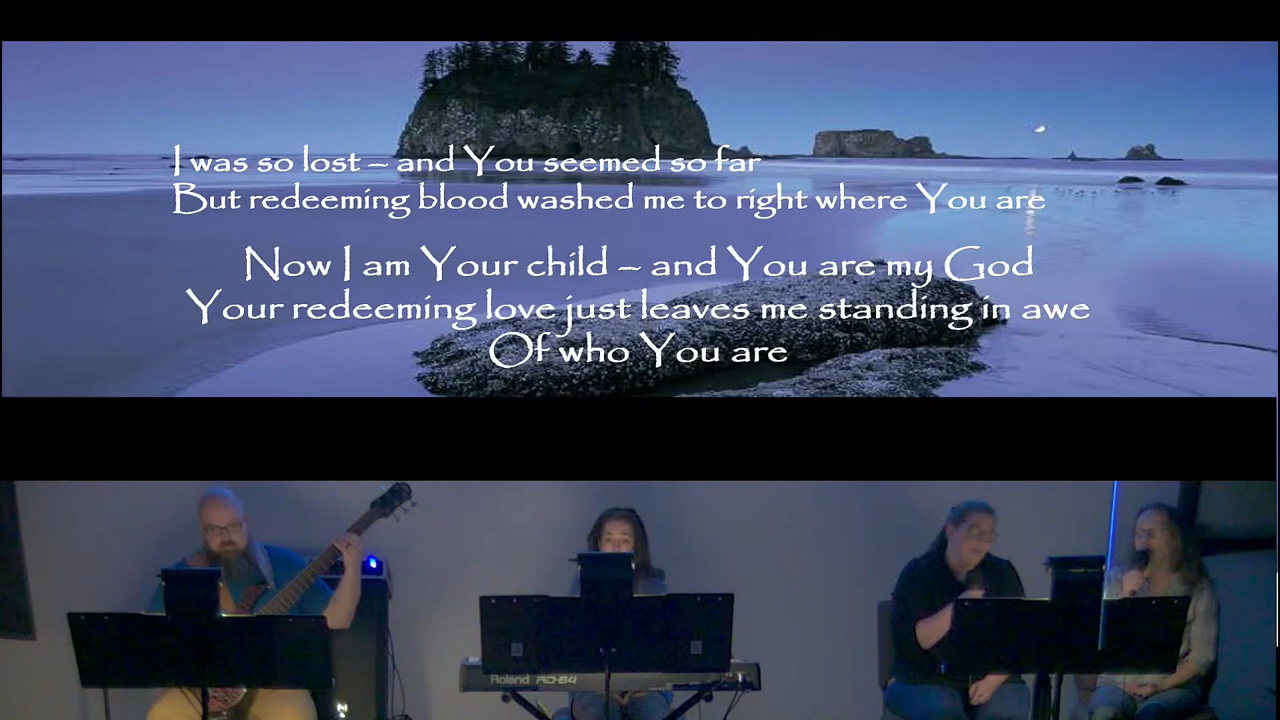 I was so lost – and You seemed so far
But redeeming blood washed me to right where You are
Now I am Your child – and You are my God
Your redeeming love just leaves me standing in awe
Of who You are
Roland RD-64